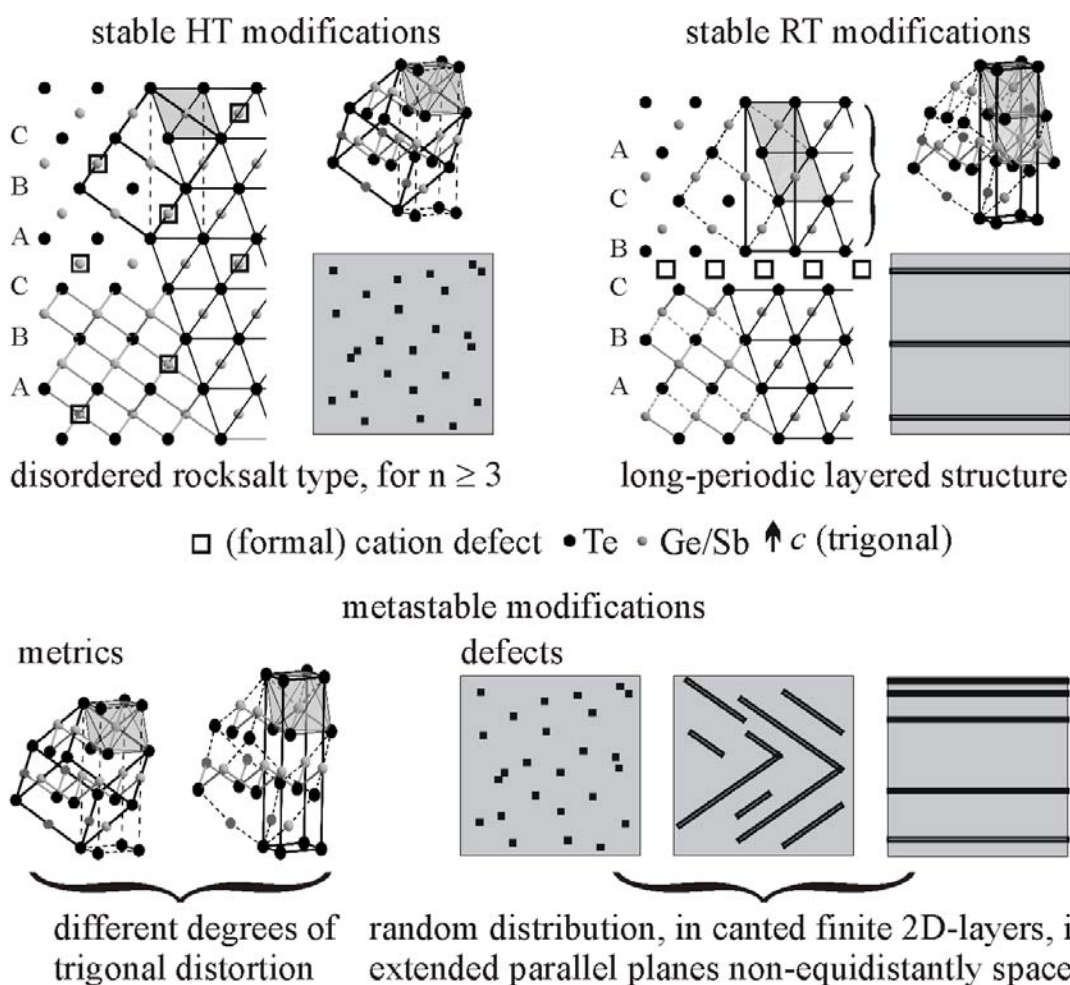 stable HT modifications
stable RT modifications
C
B
A
C
B
A
A
C
B
C
B
A
disordered rocksalt type, for n ≥ 3
long-periodic layered structure
(formal) cation defect Te Ge/Sb c (trigonal)
metastable modifications
metrics
defects
different degrees of
trigonal distortion
random distribution, in canted finite 2D-layers, i
extended parallel planes non-equidistantly space